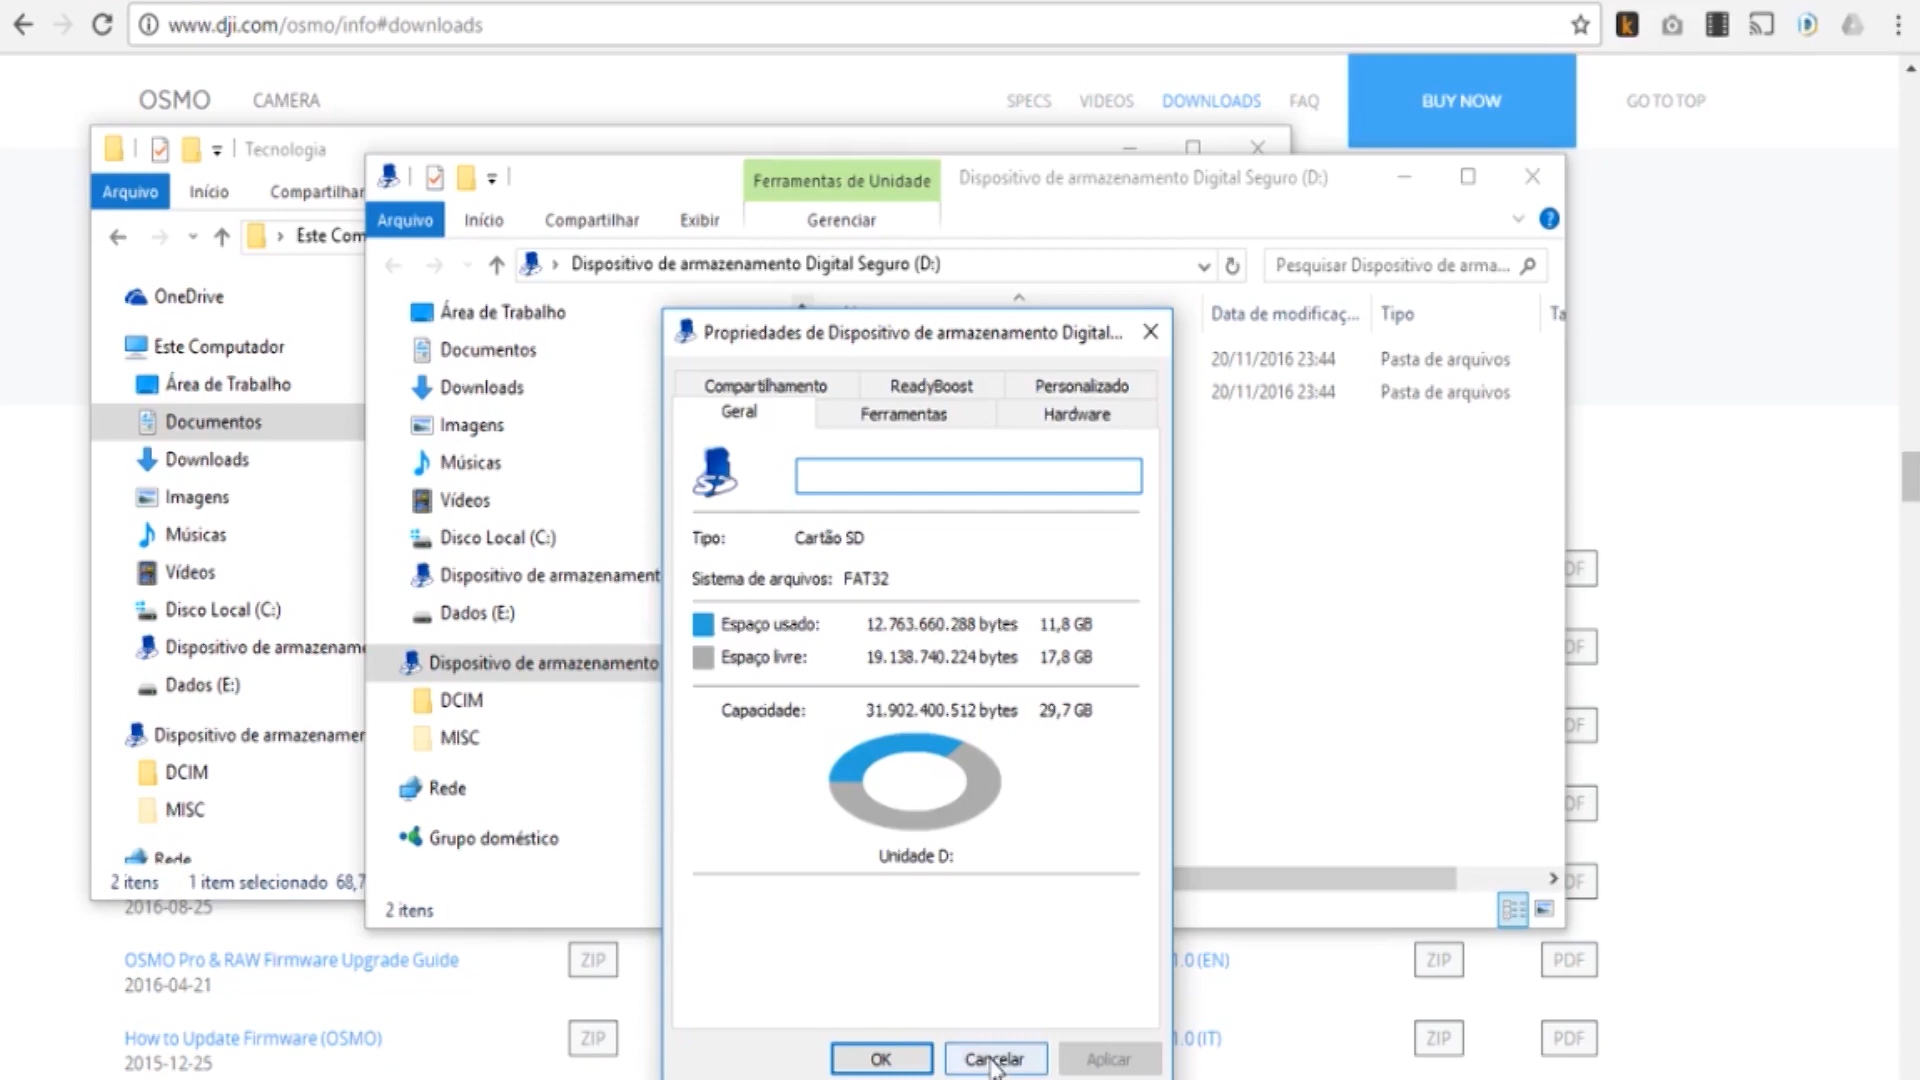 www.dji.com/osmo/info#downloads
OSMO CAMERA SPECS VIDEOS DOWNLOADS FAQ BUY NOW GO TO TOP
Tecnologia
Arquivo Início Compartilhar
Este Com
OneDrive
Este Computador
Área de Trabalho
Documentos
Downloads
Imagens
Músicas
Vídeos
Disco Local (C:)
Dispositivo de armazename
Dados (E:)
Dispositivo de armazenamer
DCIM
MISC
Rede
2 itens 1 item selecionado 68,7
Ferramentas de Unidade Dispositivo de armazenamento Digital Seguro (D:)
Arquivo Início Compartilhar Exibir Gerenciar
Dispositivo de armazenamento Digital Seguro (D:) Pesquisar Dispositivo de arma...
Área de Trabalho
Documentos
Downloads
Imagens
Músicas
Vídeos
Disco Local (C:)
Dispositivo de armazenament
Dados (E:)
Dispositivo de armazenamento
DCIM
MISC
Rede
Grupo doméstico
2 itens
Data de modificaç... Tipo Ta
20/11/2016 23:44 Pasta de arquivos
20/11/2016 23:44 Pasta de arquivos
Propriedades de Dispositivo de armazenamento Digital...
Compartilhamento ReadyBoost Personalizado
Geral Ferramentas Hardware
Tipo: Cartão SD
Sistema de arquivos: FAT32
Espaço usado: 12.763.660.288 bytes 11,8 GB
Espaço livre: 19.138.740.224 bytes 17,8 GB
Capacidade: 31.902.400.512 bytes 29,7 GB
Unidade D:
OK Cancelar Aplicar
DF
DF
DF
DF
DF
2016-08-25
OSMO Pro & RAW Firmware Upgrade Guide ZIP 1.0 (EN) ZIP PDF
2016-04-21
How to Update Firmware (OSMO) ZIP 1.0 (IT) ZIP PDF
2015-12-25